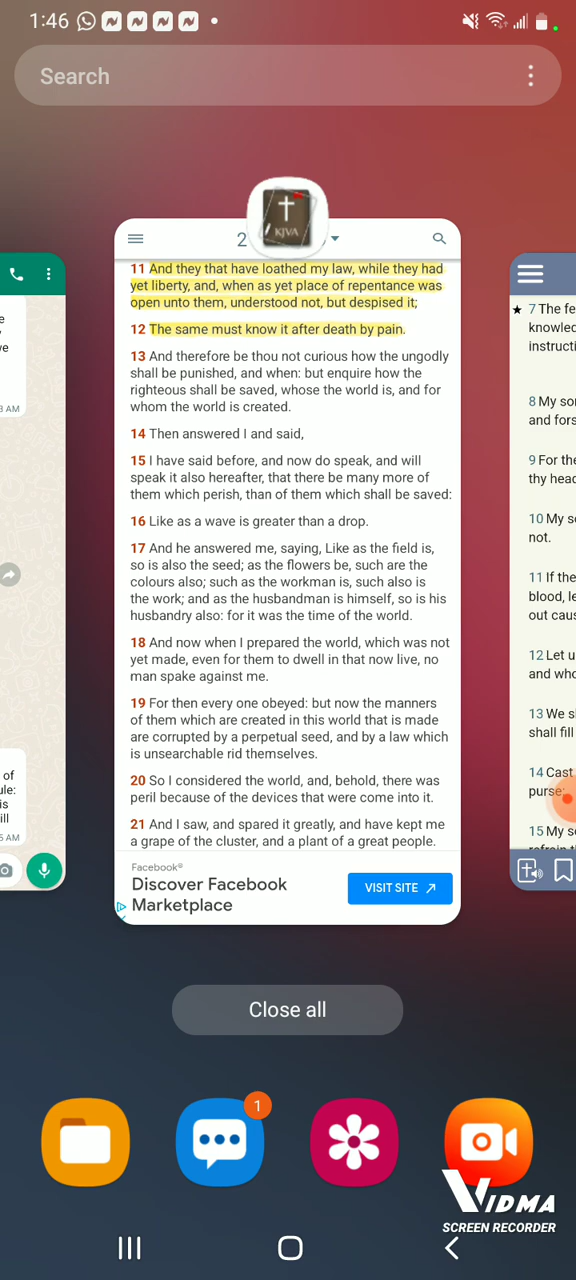 1:46
Search
KJVA
2
11 And they that have loathed my law, while they had
yet liberty, and, when as yet place of repentance was
open unto them, understood not, but despised it;
12 The same must know it after death by pain.
13 And therefore be thou not curious how the ungodly
shall be punished, and when: but enquire how the
righteous shall be saved, whose the world is, and for
whom the world is created.
14 Then answered I and said,
15 I have said before, and now do speak, and will
speak it also hereafter, that there be many more of
them which perish, than of them which shall be saved:
16 Like as a wave is greater than a drop.
17 And he answered me, saying, Like as the field is,
so is also the seed; as the flowers be, such are the
colours also; such as the workman is, such also is
the work; and as the husbandman is himself, so is his
husbandry also: for it was the time of the world.
18 And now when I prepared the world, which was not
yet made, even for them to dwell in that now live, no
man spake against me.
19 For then every one obeyed: but now the manners
of them which are created in this world that is made
are corrupted by a perpetual seed, and by a law which
is unsearchable rid themselves.
20 So I considered the world, and, behold, there was
peril because of the devices that were come into it.
21 And I saw, and spared it greatly, and have kept me
a grape of the cluster, and a plant of a great people.
Facebook®
Discover Facebook
Marketplace
VISIT SITE
AM
of
is
AM
7 The fe
knowled
instructi
8 My so
and fors
9 For the
thy head
10 My so
not.
11 If the
blood, le
out caus
12 Let u
and who
13 We sh
shall fill
14 Cast
purse:
15 My so
Close all
1
VIDMA
SCREEN RECORDER